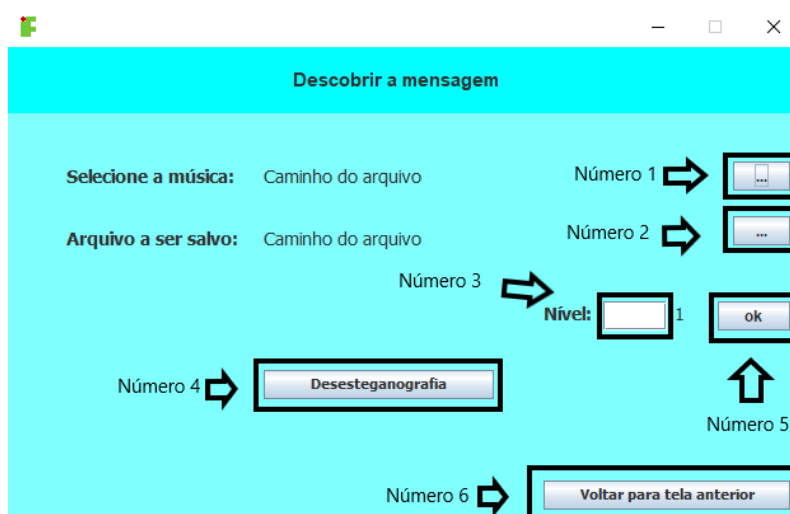 Descobrir a mensagem
Selecione a música: Caminho do arquivo Número 1 ...
Arquivo a ser salvo: Caminho do arquivo Número 2 ...
Número 3
Nível: 1 ok
Número 4 Desesteganografia
Número 5
Número 6 Voltar para tela anterior